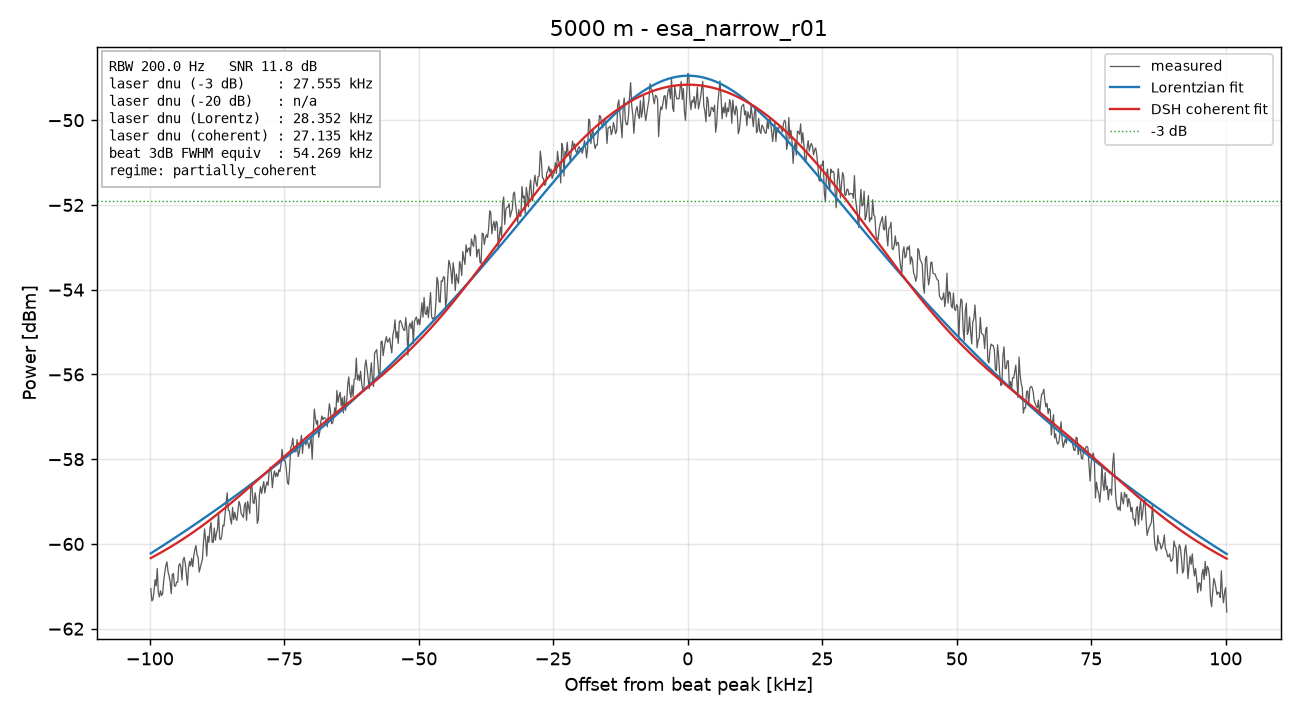 5000 m - esa_narrow_r01
RBW 200.0 Hz   SNR 11.8 dB
laser dnu (-3 dB)    : 27.555 kHz
laser dnu (-20 dB)   : n/a
laser dnu (Lorentz)  : 28.352 kHz
laser dnu (coherent) : 27.135 kHz
beat 3dB FWHM equiv  : 54.269 kHz
regime: partially_coherent
measured
Lorentzian fit
DSH coherent fit
-3 dB
Power [dBm]
−50
−52
−54
−56
−58
−60
−62
−100
−75
−50
−25
0
25
50
75
100
Offset from beat peak [kHz]